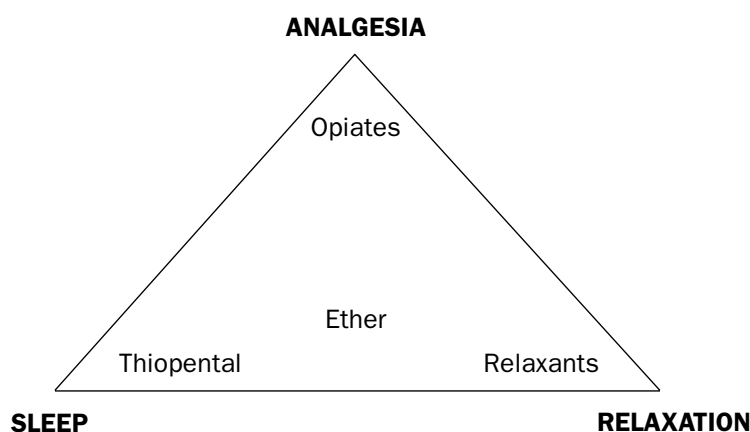 ANALGESIA
Opiates
Ether
Thiopental Relaxants
SLEEP RELAXATION